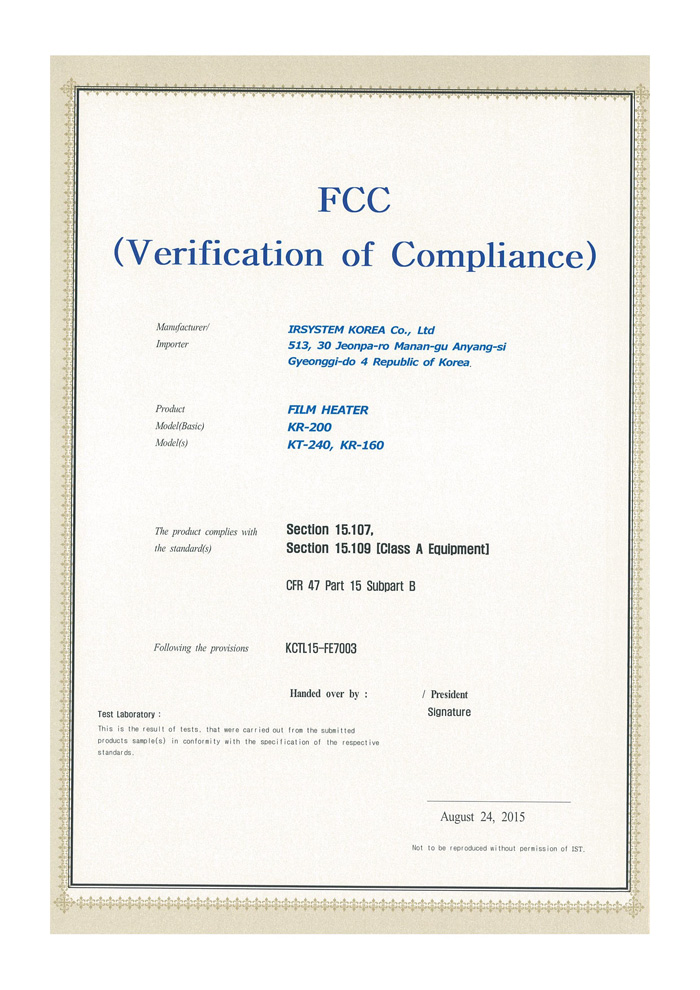 FCC
(Verification of Compliance)
Manufacturer/
Importer
IRSYSTEM KOREA Co., Ltd
513, 30 Jeonpa-ro Manan-gu Anyang-si
Gyeonggi-do 4 Republic of Korea.
Product
FILM HEATER
Model(Basic)
KR-200
Model(s)
KT-240, KR-160
The product complies with
the standard(s)
Section 15.107,
Section 15.109 [Class A Equipment]
CFR 47 Part 15 Subpart B
Following the provisions
KCTL15-FE7003
Handed over by :
/ President
Signature
Test Laboratory :
This is the result of tests, that were carried out from the submitted
products sample(s) in conformity with the specification of the respective
standards.
August 24, 2015
Not to be reproduced without permission of IST.